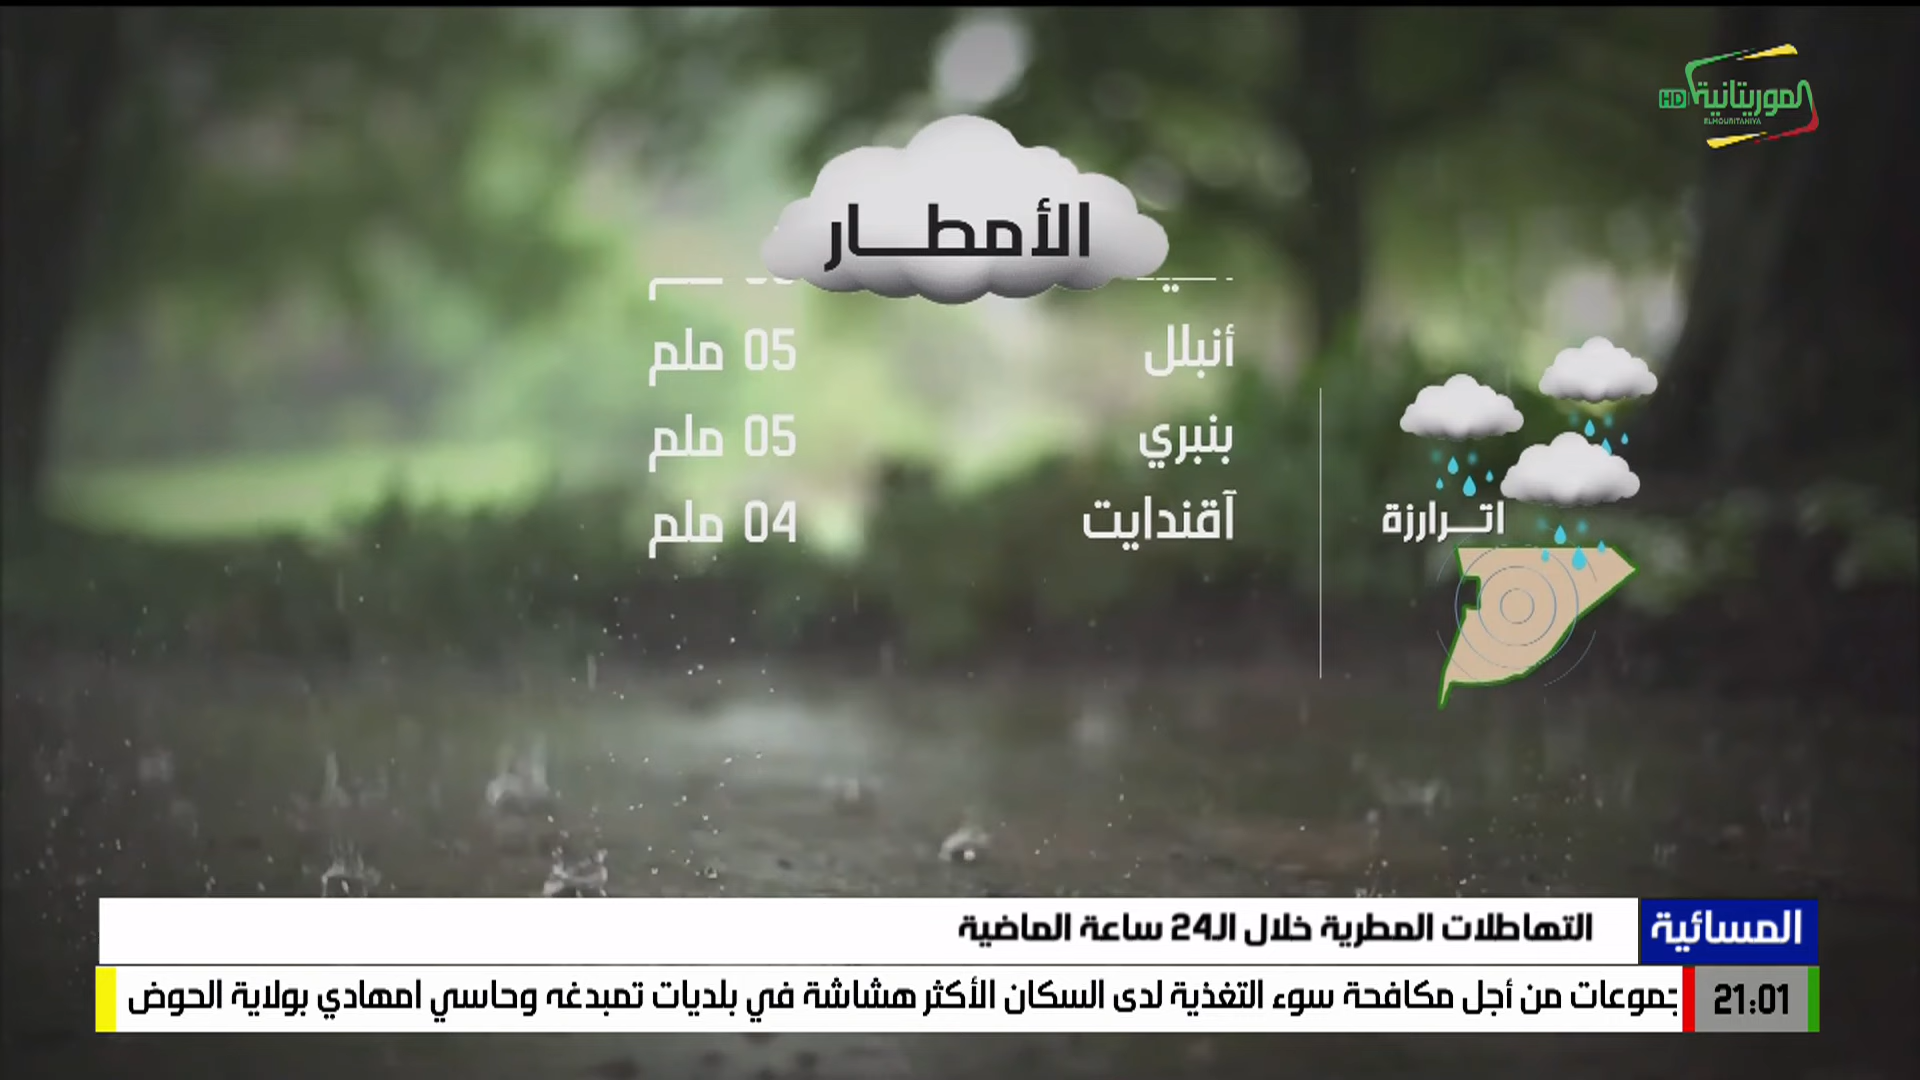 الموريتانية HD
ELMOURITANIYA
الأمطار
أنبلل 05 ملم
بنبري 05 ملم
آقندايت 04 ملم
اترارزة
المسائية
التهاطلات المطرية خلال الـ24 ساعة الماضية
21:01
جموعات من أجل مكافحة سوء التغذية لدى السكان الأكثر هشاشة في بلديات تمبدغه وحاسي امهادي بولاية الحوض